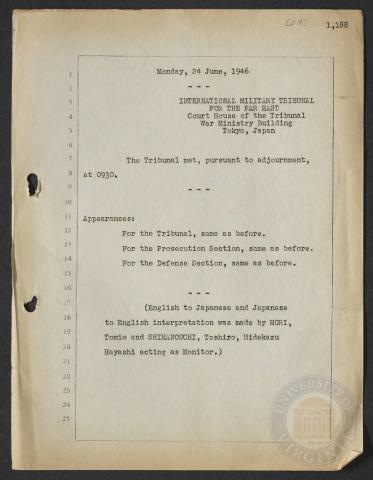 1,188
Monday, 24 June, 1946
- - -
INTERNATIONAL MILITARY TRIBUNAL
FOR THE FAR EAST
Court House of the Tribunal
War Ministry Building
Tokyo, Japan
The Tribunal met, pursuant to adjournment,
at 0930.
- - -
Appearances:
For the Tribunal, same as before.
For the Prosecution Section, same as before.
For the Defense Section, same as before.
- - -
(English to Japanese and Japanese
to English interpretation was made by MORI,
Tomio and SHIMANOUCHI, Toshiro, Hidekazu
Hayashi acting as Monitor.)
1
2
3
4
5
6
7
8
9
10
11
12
13
14
15
16
17
18
19
20
21
22
23
24
25
UNIVERSITY OF
VIRGINIA